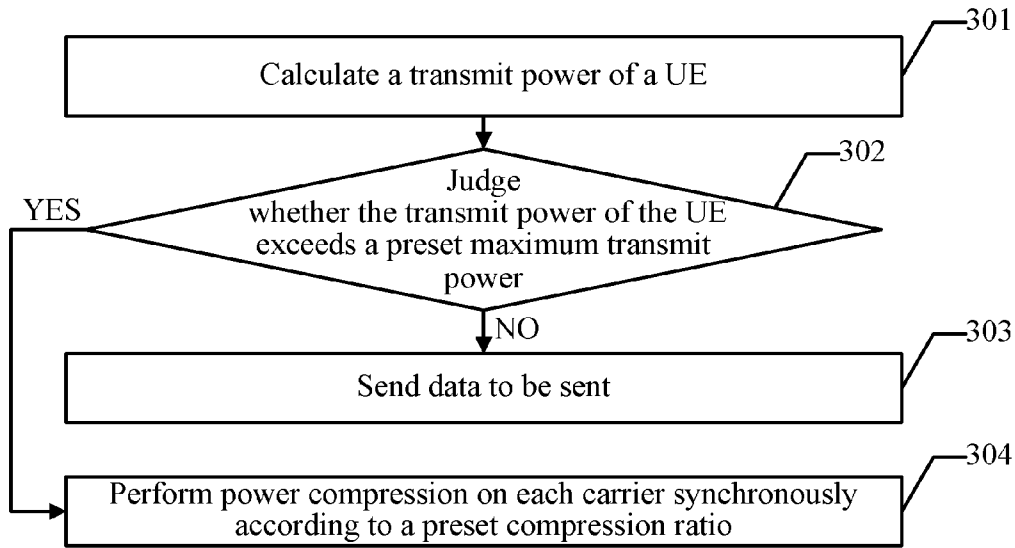 301
Calculate a transmit power of a UE
302
Judge
whether the transmit power of the UE
exceeds a preset maximum transmit
power
YES
NO
303
Send data to be sent
304
Perform power compression on each carrier synchronously
according to a preset compression ratio